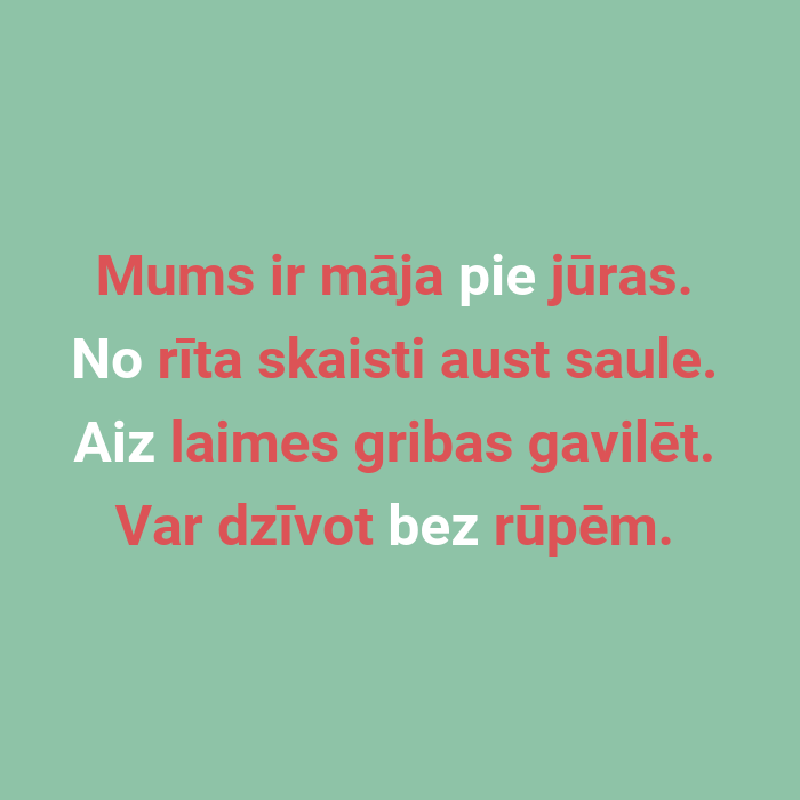 Mums ir māja pie jūras.
No rīta skaisti aust saule.
Aiz laimes gribas gavilēt.
Var dzīvot bez rūpēm.